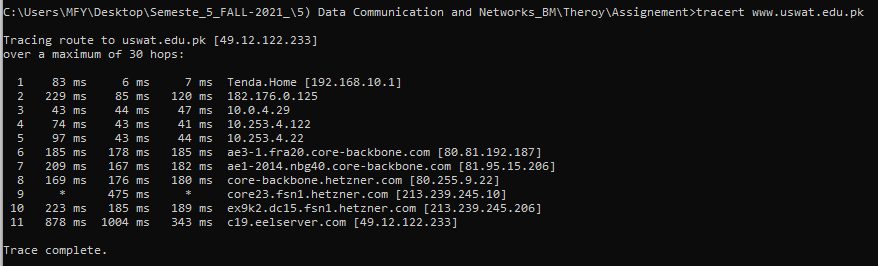 C:\Users\MFY\Desktop\Semeste_5_FALL-2021_\5) Data Communication and Networks_BM\Theroy\Assignement>tracert www.uswat.edu.pk
Tracing route to uswat.edu.pk [49.12.122.233]
over a maximum of 30 hops:
1 83 ms 6 ms 7 ms Tenda.Home [192.168.10.1]
2 229 ms 85 ms 120 ms 182.176.0.125
3 43 ms 44 ms 47 ms 10.0.4.29
4 74 ms 43 ms 41 ms 10.253.4.122
5 97 ms 43 ms 44 ms 10.253.4.22
6 185 ms 178 ms 185 ms ae3-1.fra20.core-backbone.com [80.81.192.187]
7 209 ms 167 ms 182 ms ae1-2014.nbg40.core-backbone.com [81.95.15.206]
8 169 ms 176 ms 180 ms core-backbone.hetzner.com [80.255.9.22]
9 * 475 ms * core23.fsn1.hetzner.com [213.239.245.10]
10 223 ms 185 ms 189 ms ex9k2.dc15.fsn1.hetzner.com [213.239.245.206]
11 878 ms 1004 ms 343 ms c19.eelserver.com [49.12.122.233]
Trace complete.